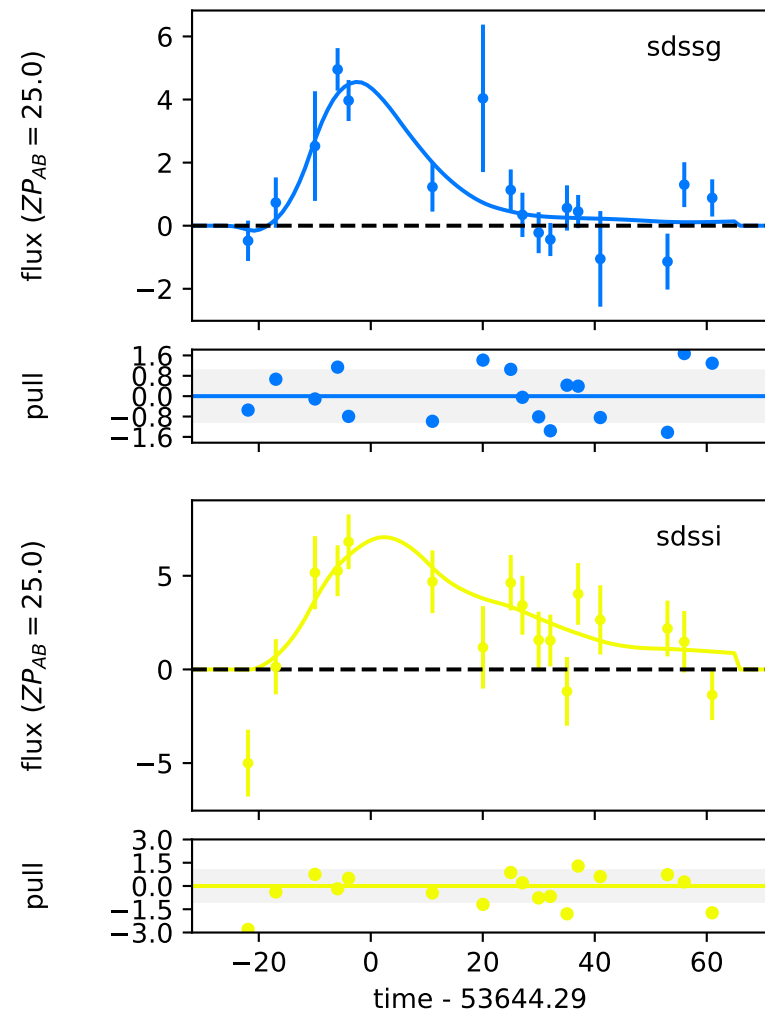 sdssg
flux (ZP_AB = 25.0)
6
4
2
0
−2
pull
1.6
0.8
0.0
−0.8
−1.6
sdssi
flux (ZP_AB = 25.0)
5
0
−5
pull
3.0
1.5
0.0
−1.5
−3.0
−20 0 20 40 60
time - 53644.29